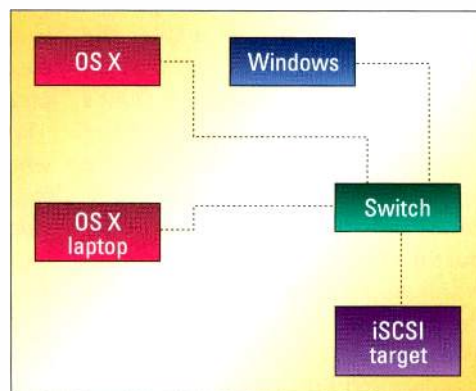 OS X
Windows
OS X
laptop
Switch
iSCSI
target